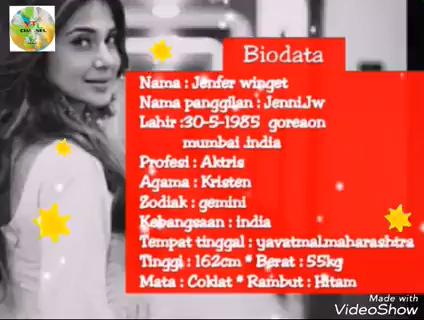 CHANNEL
Biodata
Nama : Jenfer winget
Nama panggilan : Jenni.Jw
Lahir :30-5-1985 goreaon
mumbai .india
Profesi : Aktris
Agama : Kristen
Zodiak : gemini
Kebangsaan : india
Tempat tinggal : yavatmal.maharashtra
Tinggi : 162cm * Berat : 55kg
Mata : Coklat * Rambut : Hitam
Made with
VideoShow